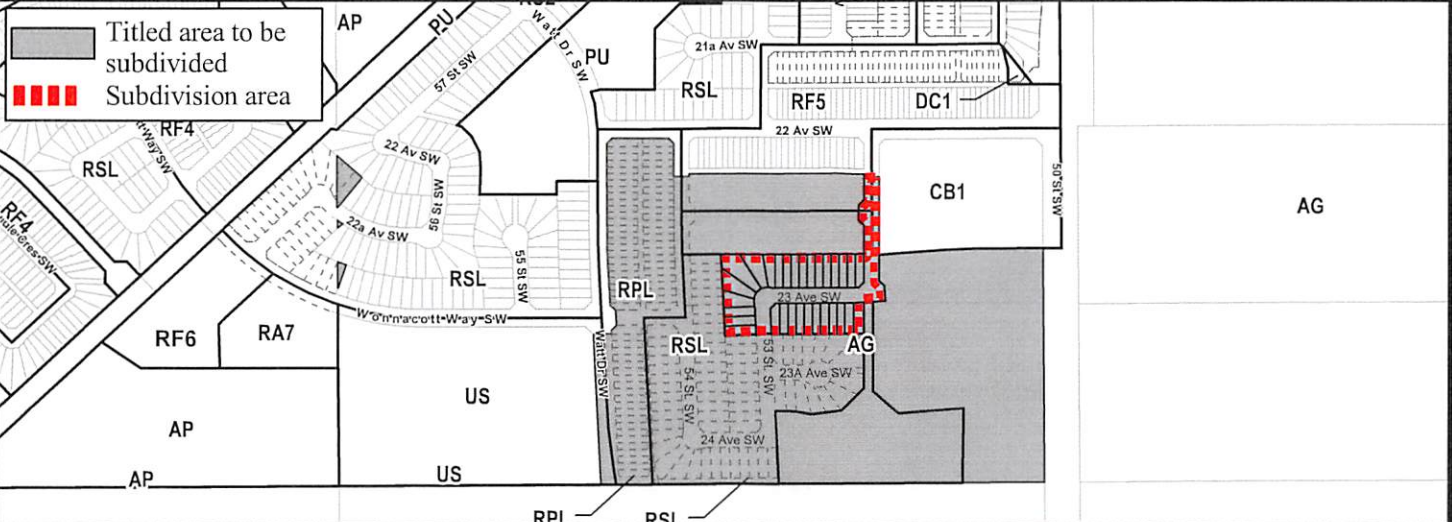 Titled area to be
subdivided
Subdivision area
AP
PU
57 St SW
Watt Dr SW
PU
21a Av SW
RSL
RF5
DC1
22 Av SW
RF4
RSL
RF4
22 Av SW
56 St SW
22a Av SW
RSL
55 St SW
Wonnacott Way SW
RF6
RA7
US
AP
AP
US
RPL
Watt Dr SW
RSL
54 St. SW
53 St. SW
23 Ave SW
AG
23A Ave SW
24 Ave SW
CB1
50 St SW
AG
RPL
RSL